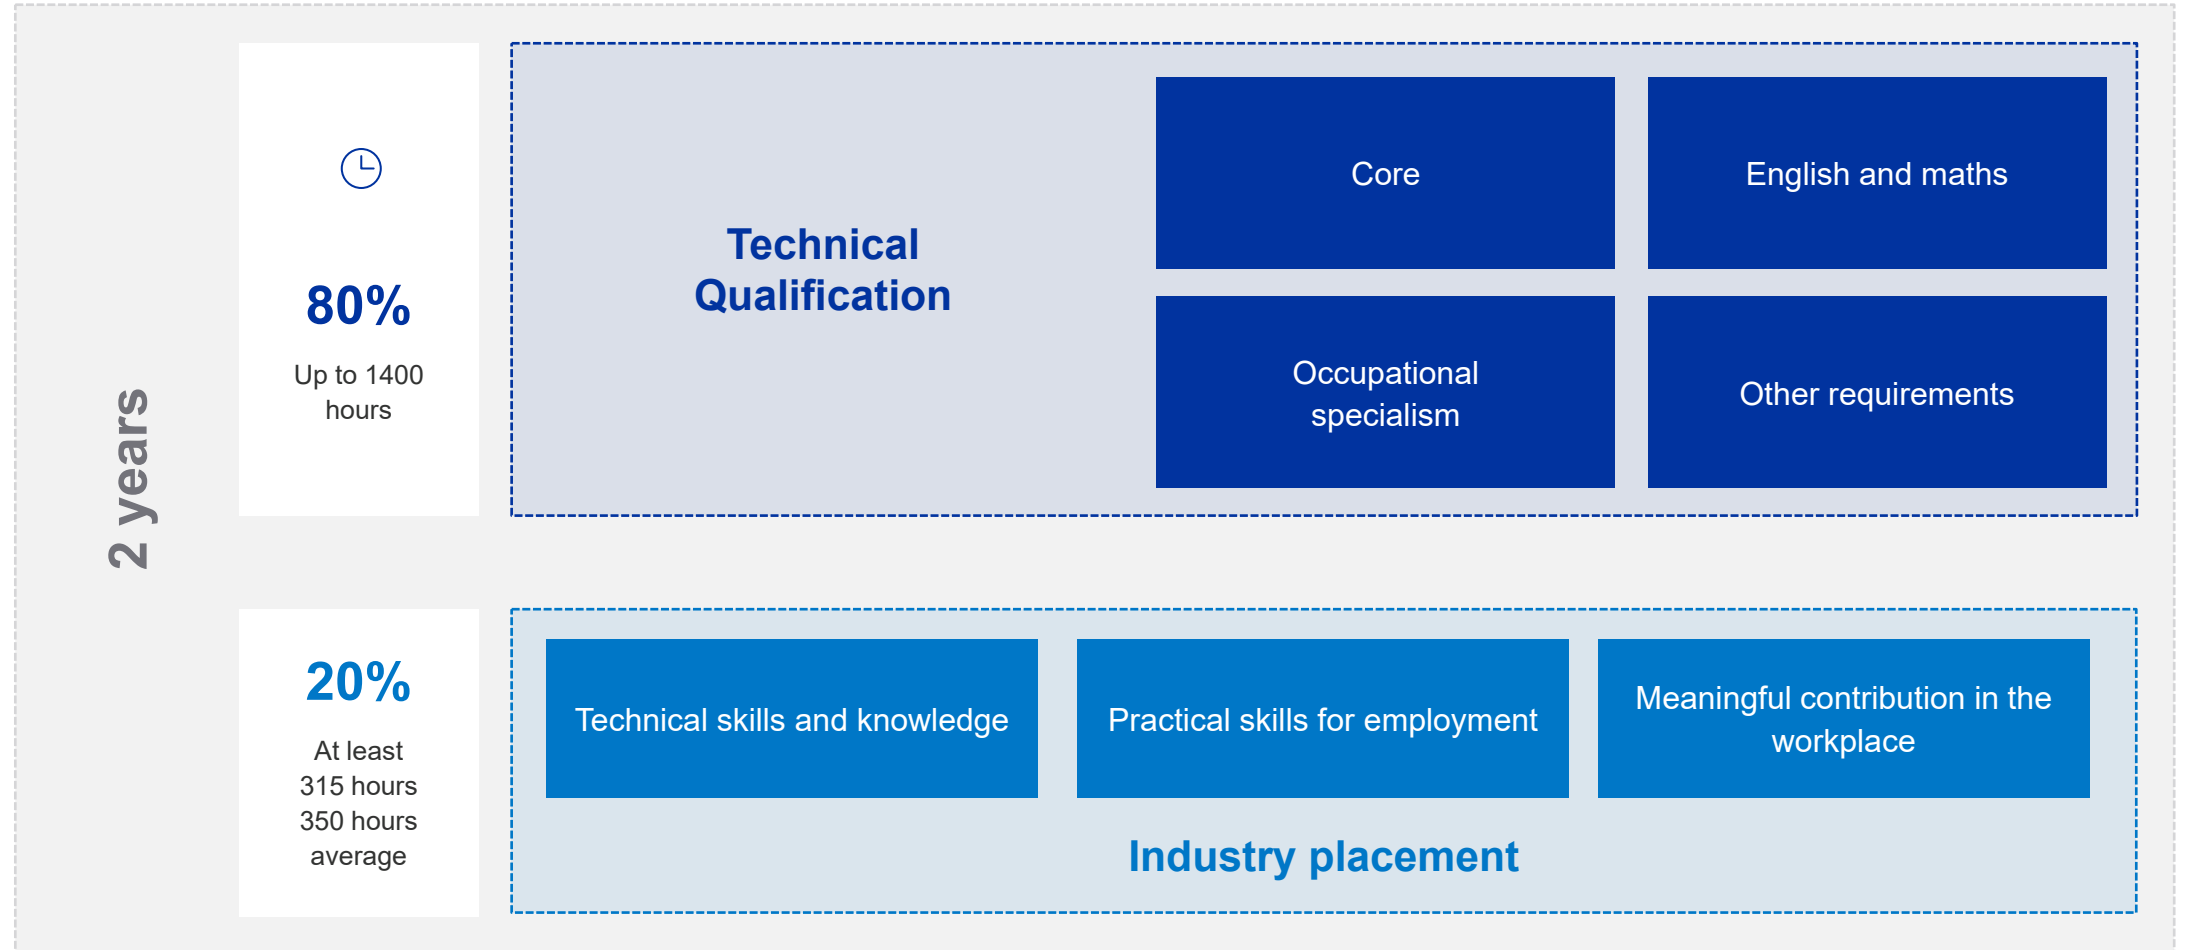 2 years
80%
Up to 1400
hours
Technical
Qualification
Core
English and maths
Occupational
specialism
Other requirements
20%
At least
315 hours
350 hours
average
Technical skills and knowledge
Practical skills for employment
Meaningful contribution in the
workplace
Industry placement